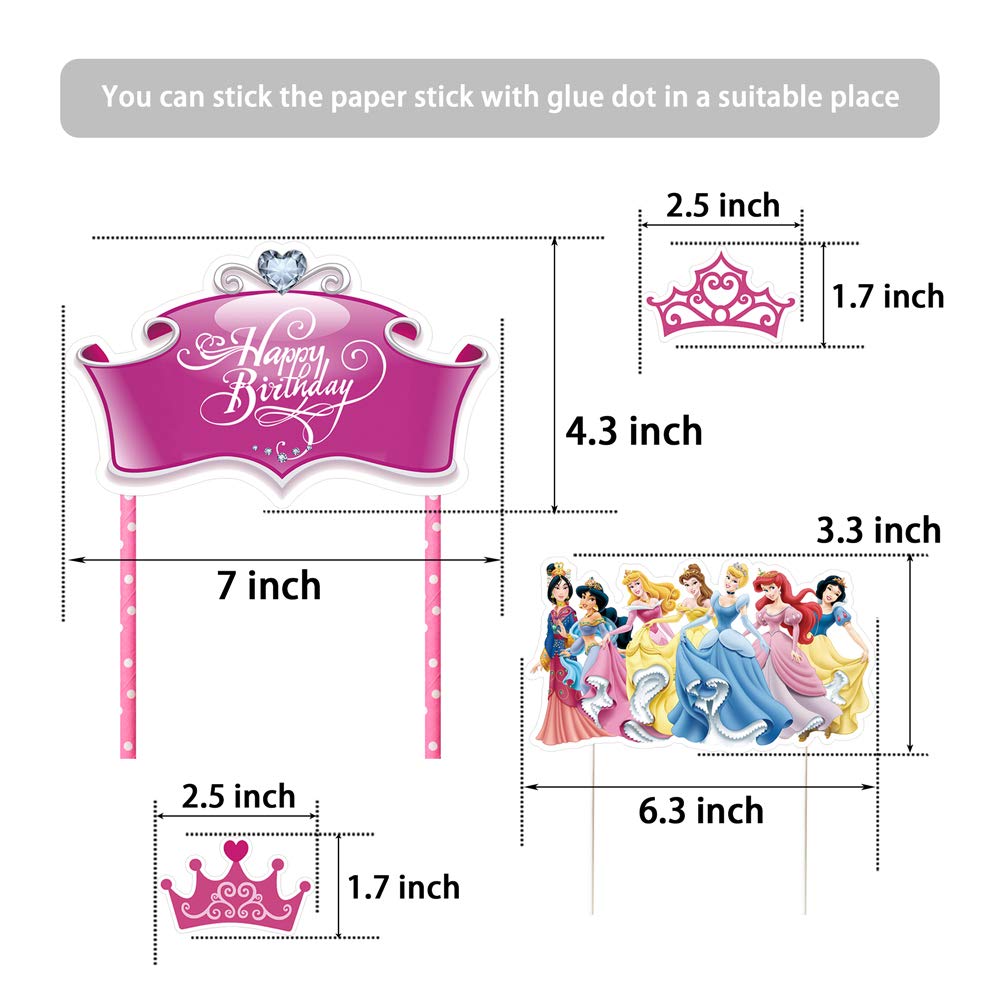 You can stick the paper stick with glue dot in a suitable place
2.5 inch
1.7 inch
Happy
Birthday
4.3 inch
7 inch
3.3 inch
6.3 inch
2.5 inch
1.7 inch